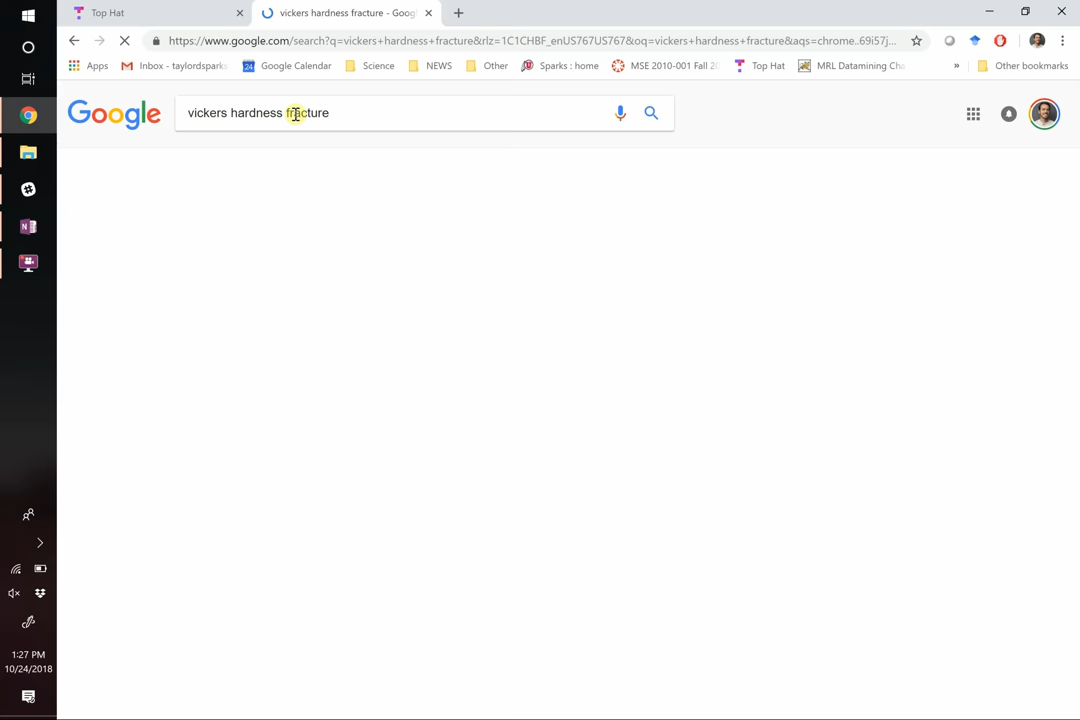 Top Hat
vickers hardness fracture - Goog
https://www.google.com/search?q=vickers+hardness+fracture&rlz=1C1CHBF_enUS767US767&oq=vickers+hardness+fracture&aqs=chrome..69i57j...
Apps
Inbox - taylordsparks
24
Google Calendar
Science
NEWS
Other
Sparks : home
MSE 2010-001 Fall 20
Top Hat
MRL Datamining Cha
»
Other bookmarks
Google
vickers hardness fracture
N
1:27 PM
10/24/2018